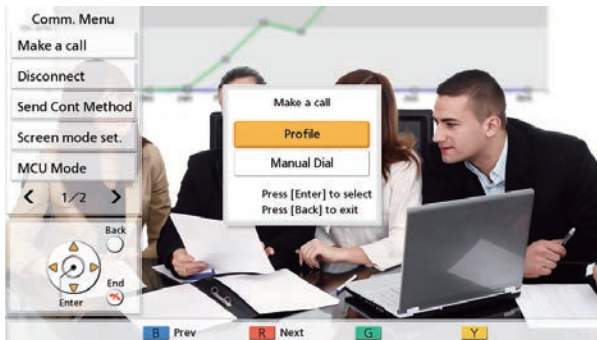 Comm. Menu
Make a call
Disconnect
Send Cont Method
Screen mode set.
MCU Mode
1/2
Back
End
Enter
Make a call
Profile
Manual Dial
Press [Enter] to select
Press [Back] to exit
B Prev R Next G Y